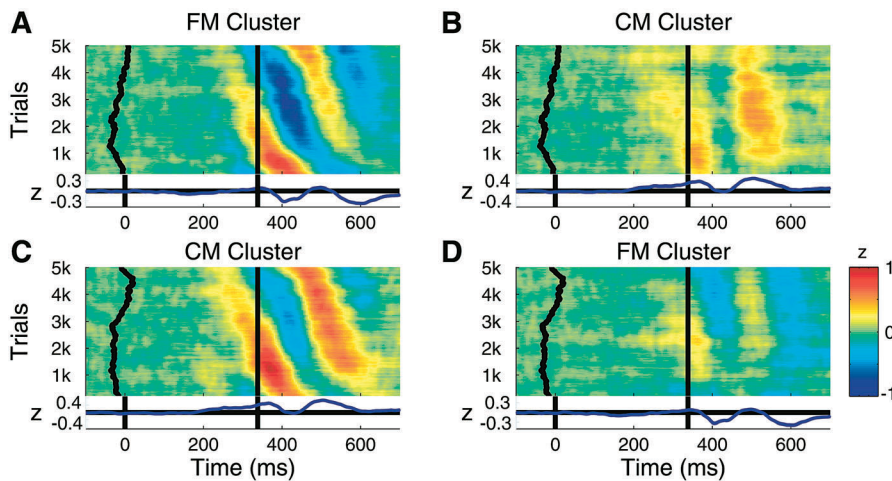 A FM Cluster
B CM Cluster
Trials
5k
4k
3k
2k
1k
5k
4k
3k
2k
1k
z
0.3
-0.3
0.4
-0.4
0 200 400 600
0 200 400 600
C CM Cluster
D FM Cluster
Trials
5k
4k
3k
2k
1k
5k
4k
3k
2k
1k
z
1
0
-1
z
0.4
-0.4
z
0.3
-0.3
0 200 400 600
0 200 400 600
Time (ms)
Time (ms)